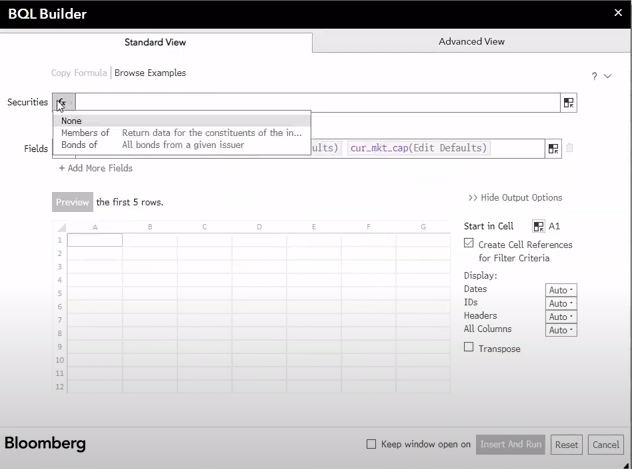 BQL Builder
×
Standard View
Advanced View
Copy Formula | Browse Examples
?
Securities
None
Members of Return data for the constituents of the in...
Bonds of All bonds from a given issuer
Fields
ults) cur_mkt_cap(Edit Defaults)
+ Add More Fields
Preview the first 5 rows.
>> Hide Output Options
A B C D E F G
1
2
3
4
5
6
7
8
9
10
11
12
Start in Cell A1
Create Cell References
for Filter Criteria
Display:
Dates Auto
IDs Auto
Headers Auto
All Columns Auto
Transpose
Bloomberg
Keep window open on
Insert And Run
Reset
Cancel